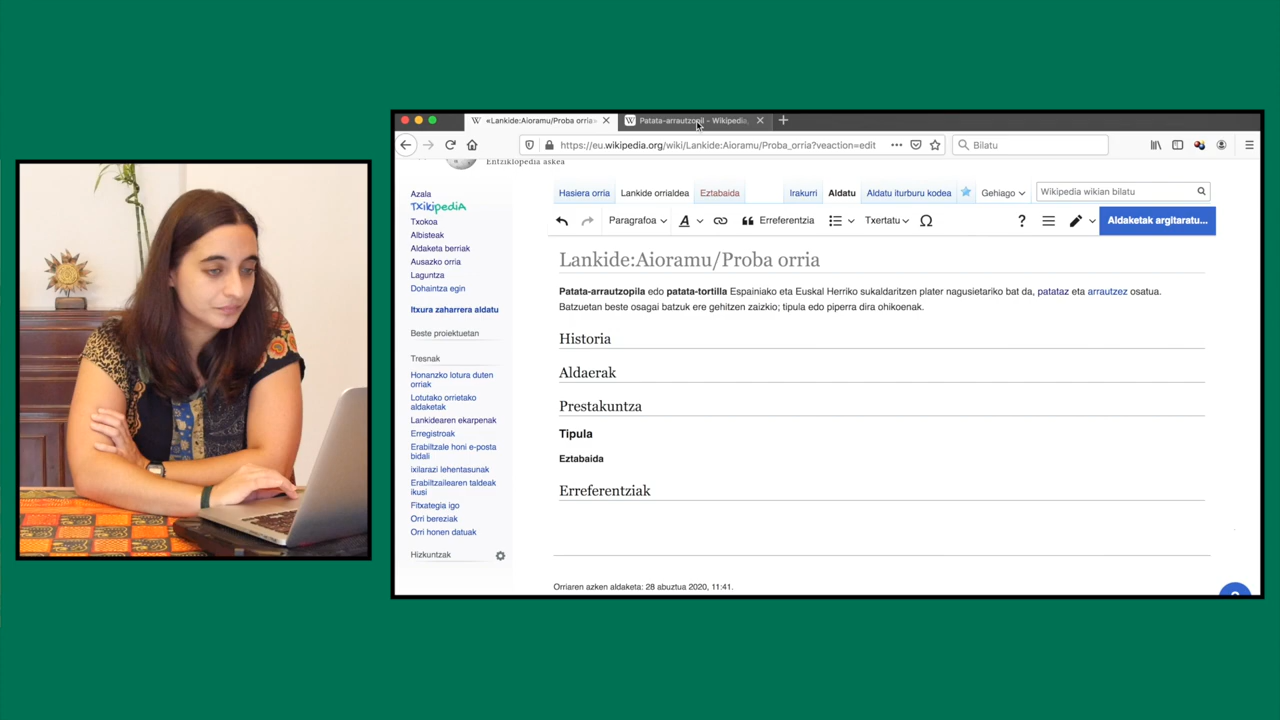 «Lankide:Aioramu/Proba orria»
Patata-arrautzopil - Wikipedia,
https://eu.wikipedia.org/wiki/Lankide:Aioramu/Proba_orria?veaction=edit
Bilatu
Entziklopedia askea
Hasiera orria
Lankide orrialdea
Eztabaida
Irakurri
Aldatu
Aldatu iturburu kodea
Gehiago
Wikipedia wikian bilatu
Paragrafoa
A
Erreferentzia
Txertatu
Ω
?
Aldaketak argitaratu...
Azala
TXikipediA
Txokoa
Albisteak
Aldaketa berriak
Ausazko orria
Laguntza
Dohaintza egin
Itxura zaharrera aldatu
Beste proiektuetan
Tresnak
Honanzko lotura duten
orriak
Lotutako orrietako
aldaketak
Lankidearen ekarpenak
Erregistroak
Erabiltzaile honi e-posta
bidali
ixilarazi lehentasunak
Erabiltzailearen taldeak
ikusi
Fitxategia igo
Orri bereziak
Orri honen datuak
Hizkuntzak
Lankide:Aioramu/Proba orria
Patata-arrautzopila edo patata-tortilla Espainiako eta Euskal Herriko sukaldaritzen plater nagusietariko bat da, patataz eta arrautzez osatua.
Batzuetan beste osagai batzuk ere gehitzen zaizkio; tipula edo piperra dira ohikoenak.
Historia
Aldaerak
Prestakuntza
Tipula
Eztabaida
Erreferentziak
Orriaren azken aldaketa: 28 abuztua 2020, 11:41.